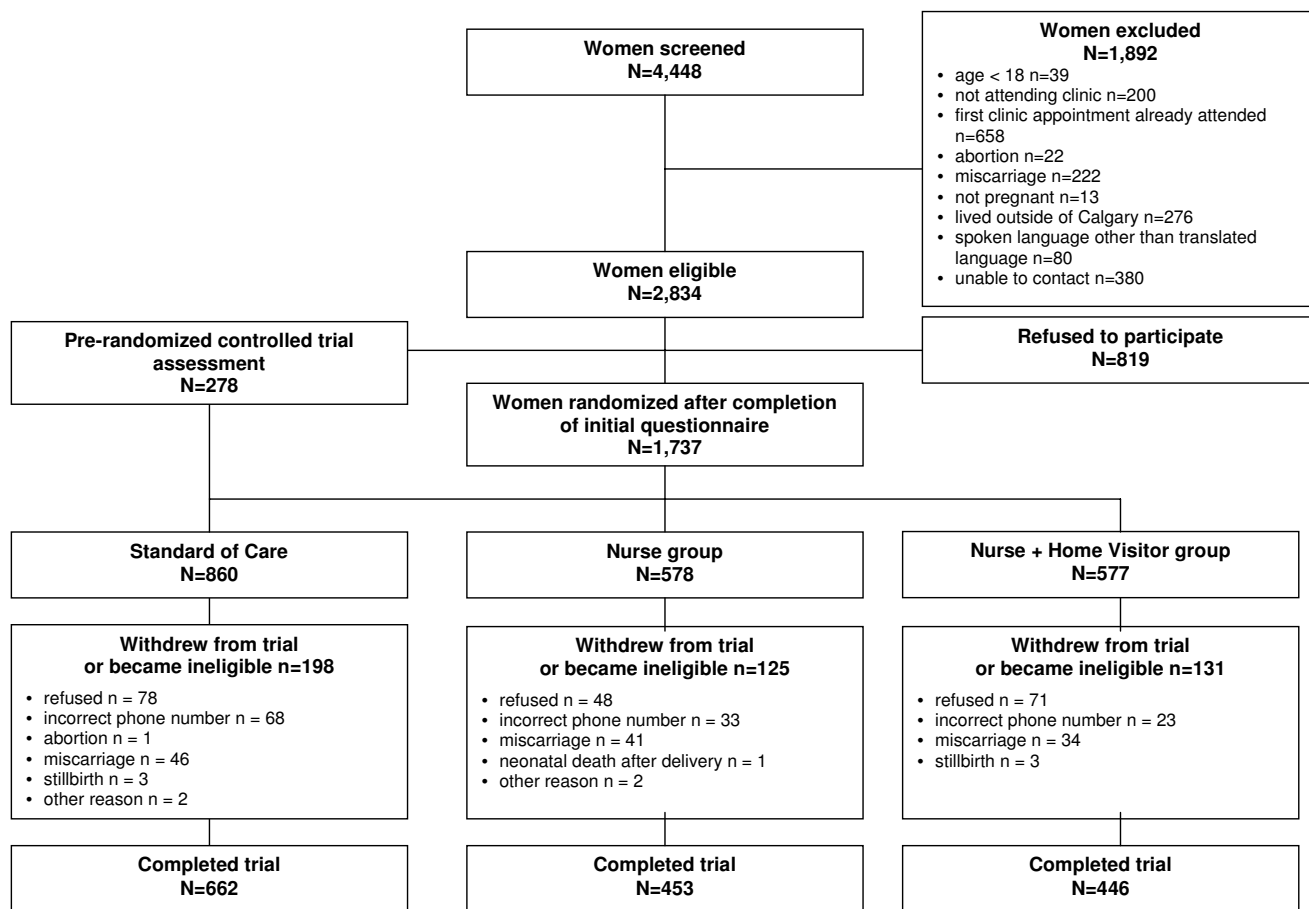 Women screened
N=4,448
Women excluded
N=1,892
• age < 18 n=39
• not attending clinic n=200
• first clinic appointment already attended
n=658
• abortion n=22
• miscarriage n=222
• not pregnant n=13
• lived outside of Calgary n=276
• spoken language other than translated
language n=80
• unable to contact n=380
Women eligible
N=2,834
Pre-randomized controlled trial
assessment
N=278
Refused to participate
N=819
Women randomized after completion
of initial questionnaire
N=1,737
Standard of Care
N=860
Nurse group
N=578
Nurse + Home Visitor group
N=577
Withdrew from trial
or became ineligible n=198
• refused n = 78
• incorrect phone number n = 68
• abortion n = 1
• miscarriage n = 46
• stillbirth n = 3
• other reason n = 2
Withdrew from trial
or became ineligible n=125
• refused n = 48
• incorrect phone number n = 33
• miscarriage n = 41
• neonatal death after delivery n = 1
• other reason n = 2
Withdrew from trial
or became ineligible n=131
• refused n = 71
• incorrect phone number n = 23
• miscarriage n = 34
• stillbirth n = 3
Completed trial
N=662
Completed trial
N=453
Completed trial
N=446